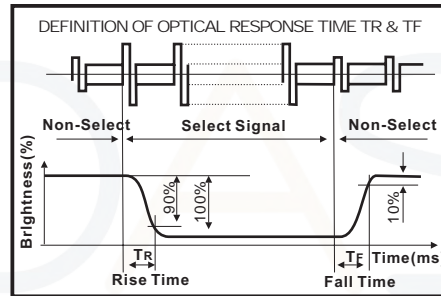 DEFINITION OF OPTICAL RESPONSE TIME TR & TF
Non-Select
Select Signal
Non-Select
Brightness(%)
90%
100%
10%
TR
TF
Time(ms
Rise Time
Fall Time